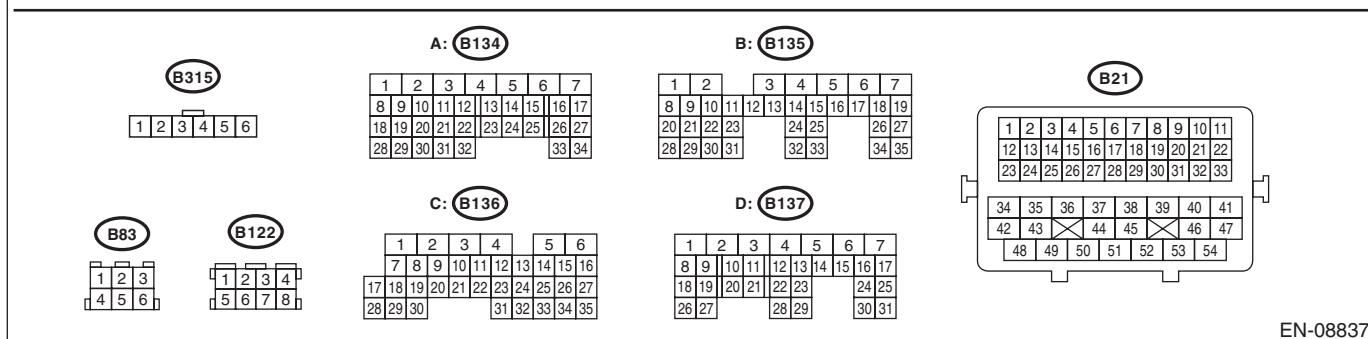 B315
1 2 3 4 5 6
B83
1 2 3
4 5 6
B122
1 2 3 4
5 6 7 8
A: B134
1 2 3 4 5 6 7
8 9 10 11 12 13 14 15 16 17
18 19 20 21 22 23 24 25 26 27
28 29 30 31 32 33 34
C: B136
1 2 3 4 5 6
7 8 9 10 11 12 13 14 15 16
17 18 19 20 21 22 23 24 25 26 27
28 29 30 31 32 33 34 35
B: B135
1 2 3 4 5 6 7
8 9 10 11 12 13 14 15 16 17 18 19
20 21 22 23 24 25 26 27
28 29 30 31 32 33 34 35
D: B137
1 2 3 4 5 6 7
8 9 10 11 12 13 14 15 16 17
18 19 20 21 22 23 24 25
26 27 28 29 30 31
B21
1 2 3 4 5 6 7 8 9 10 11
12 13 14 15 16 17 18 19 20 21 22
23 24 25 26 27 28 29 30 31 32 33
34 35 36 37 38 39 40 41
42 43 44 45 46 47
48 49 50 51 52 53 54
EN-08837